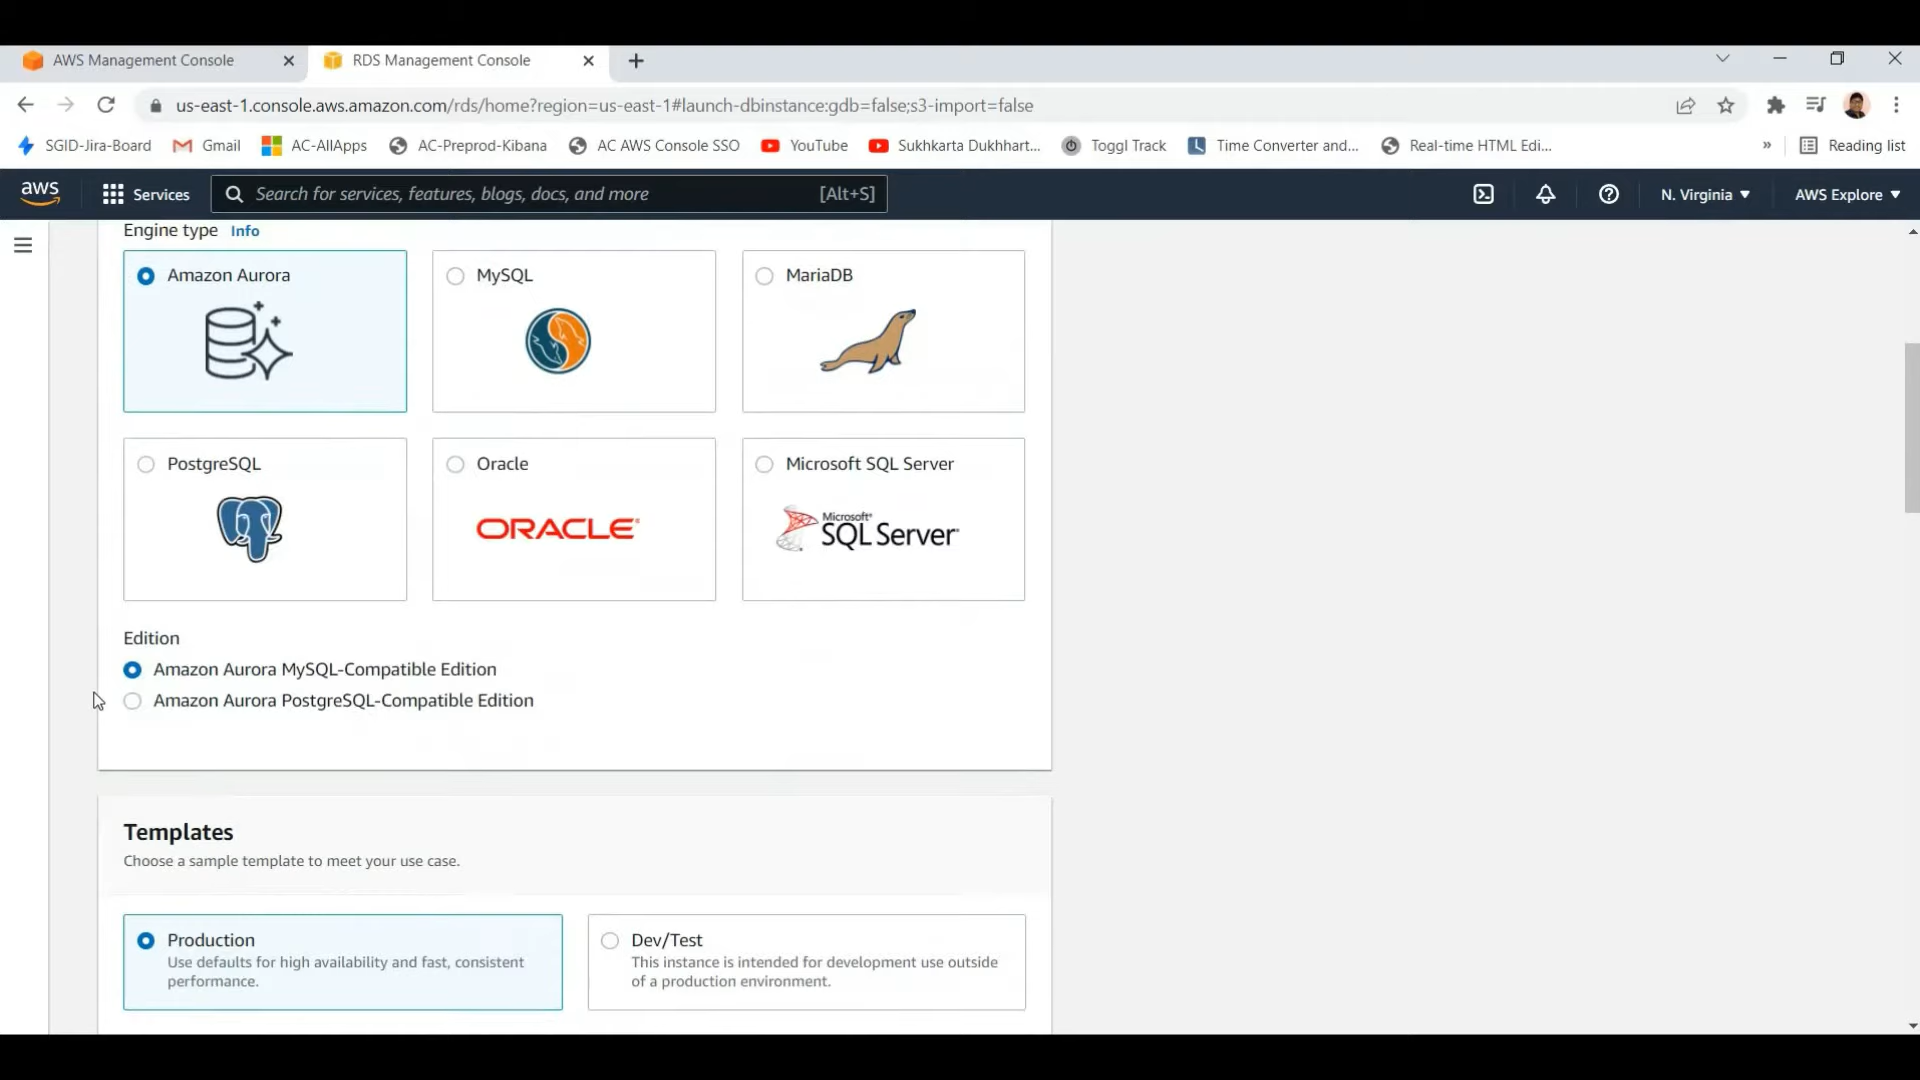 AWS Management Console
RDS Management Console
us-east-1.console.aws.amazon.com/rds/home?region=us-east-1#launch-dbinstance:gdb=false;s3-import=false
SGID-Jira-Board
Gmail
AC-AllApps
AC-Preprod-Kibana
AC AWS Console SSO
YouTube
Sukhkarta Dukhhart...
Toggl Track
Time Converter and...
Real-time HTML Edi...
»
Reading list
aws
Services
Search for services, features, blogs, docs, and more
[Alt+S]
N. Virginia
AWS Explore
Engine type Info
Amazon Aurora
MySQL
MariaDB
PostgreSQL
Oracle
ORACLE
Microsoft SQL Server
Microsoft
SQL Server
Edition
Amazon Aurora MySQL-Compatible Edition
Amazon Aurora PostgreSQL-Compatible Edition
Templates
Choose a sample template to meet your use case.
Production
Use defaults for high availability and fast, consistent
performance.
Dev/Test
This instance is intended for development use outside
of a production environment.